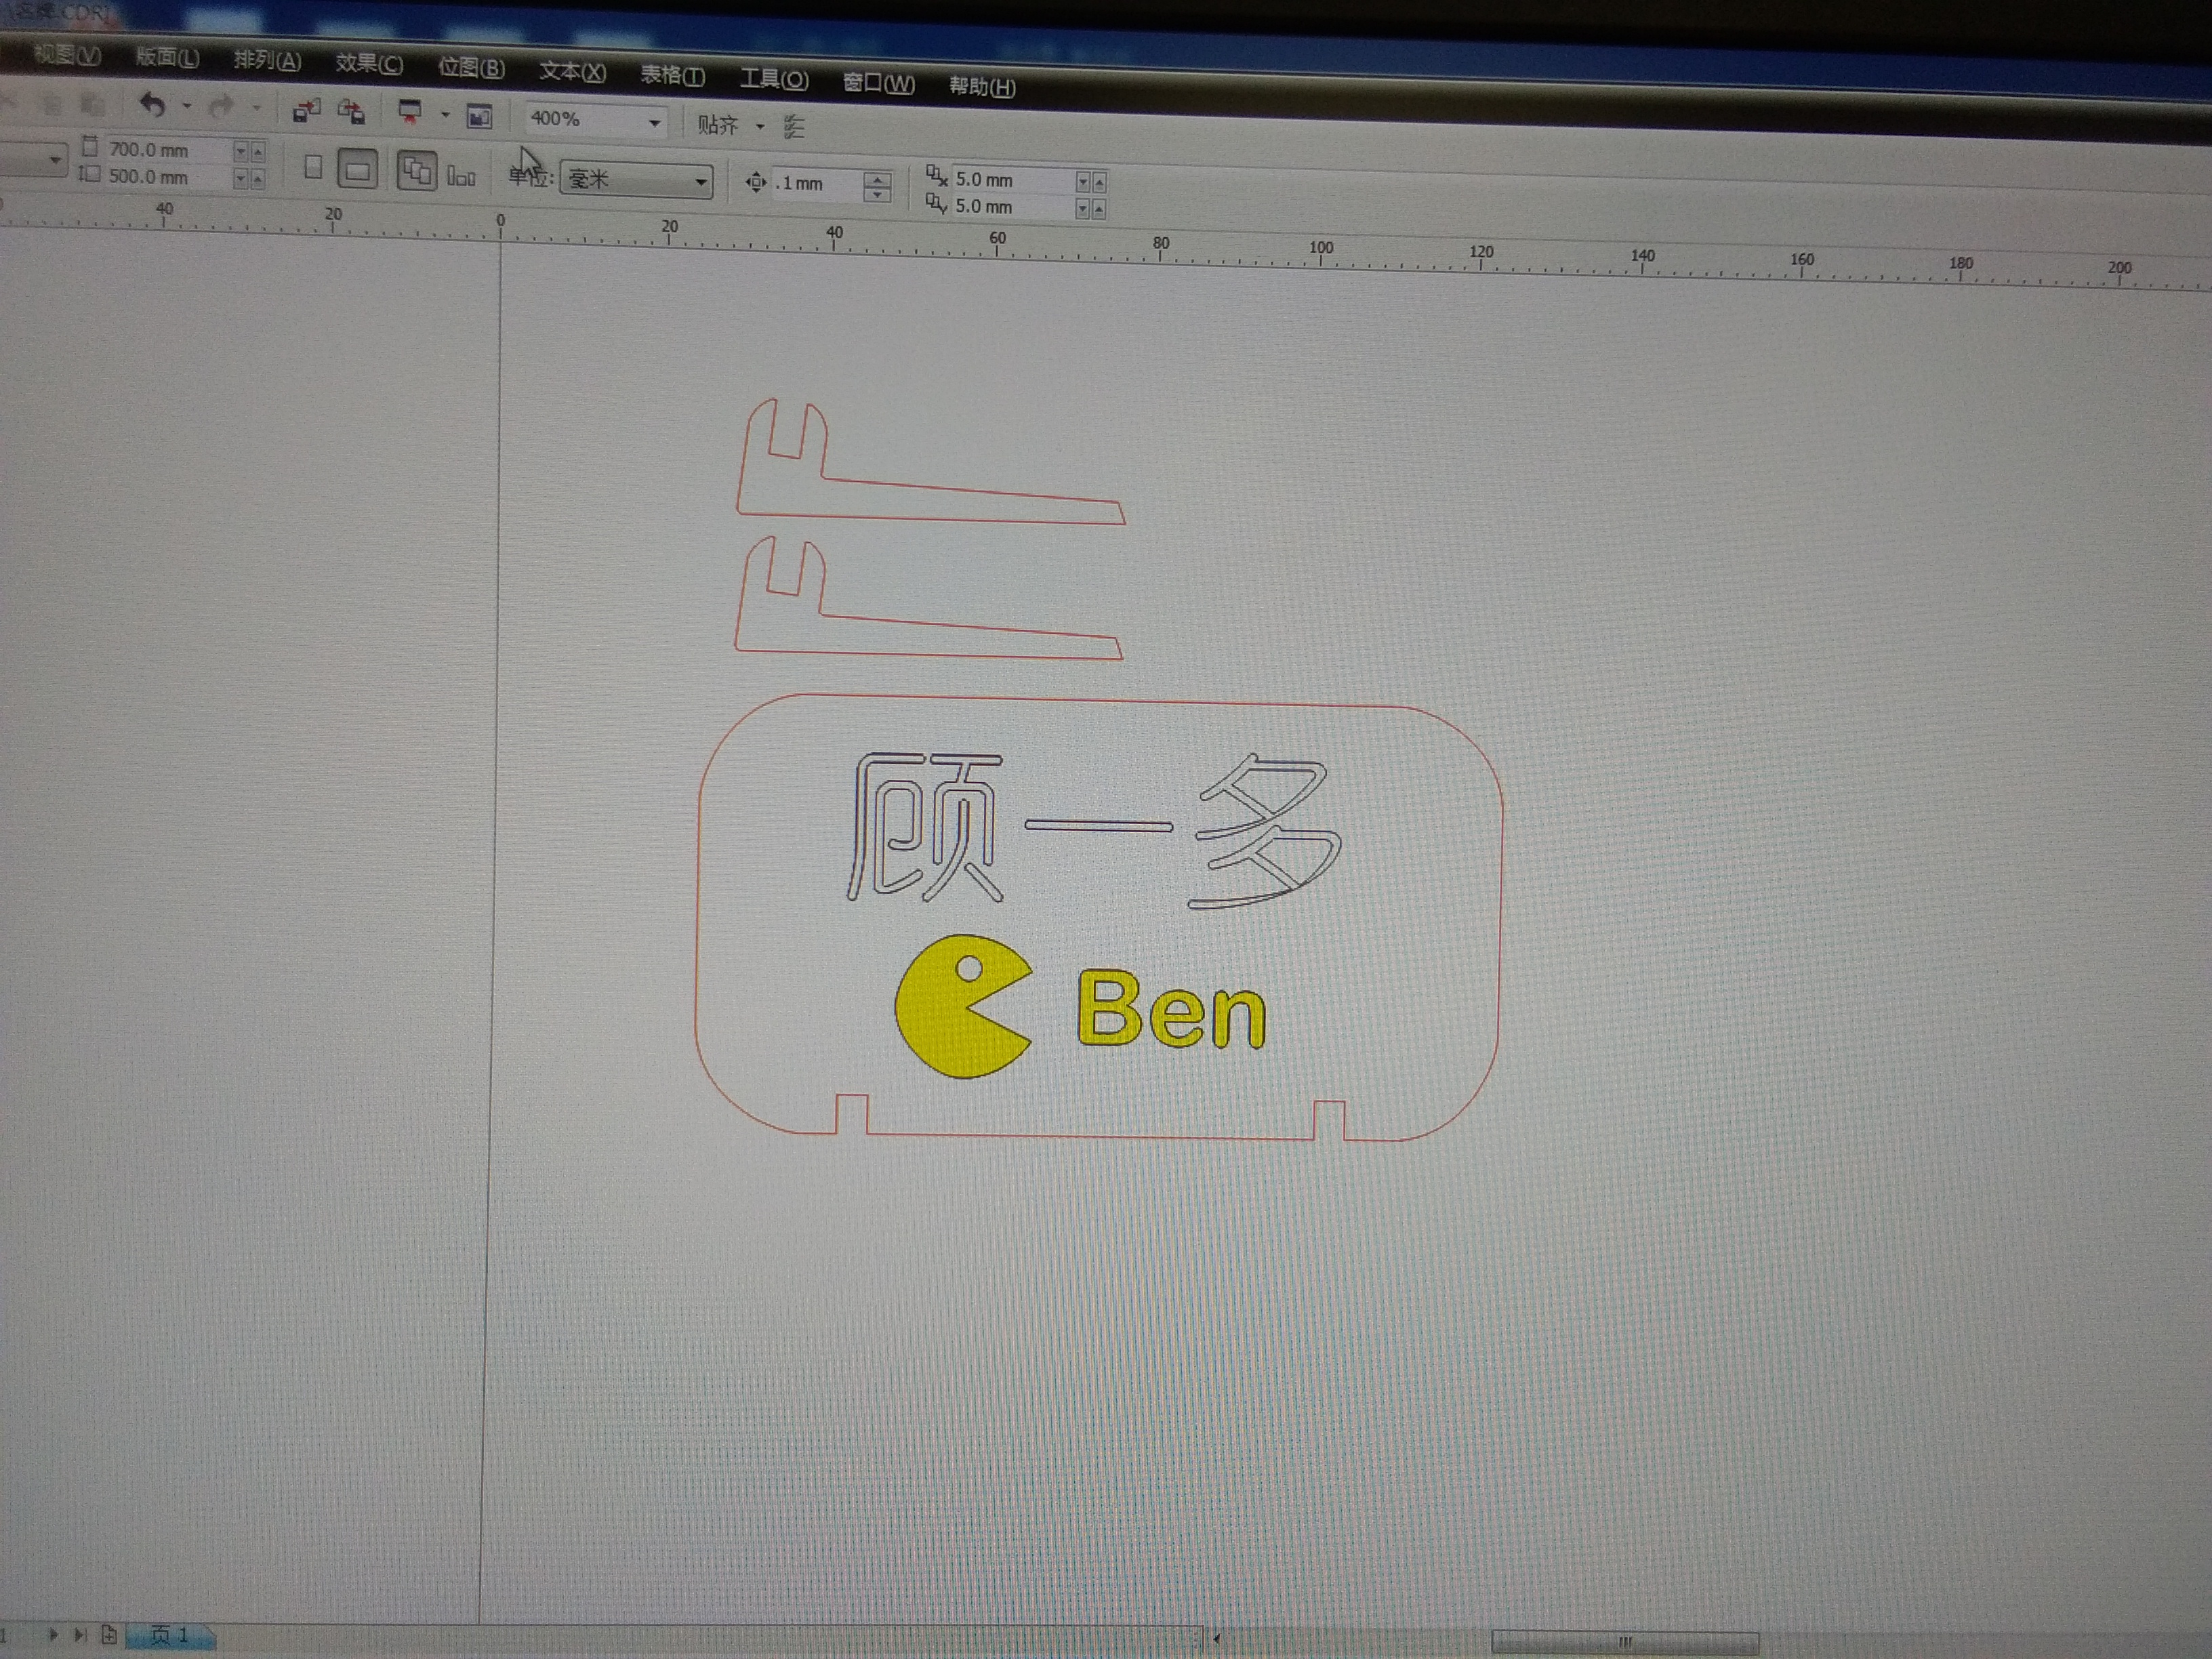 \名牌.CDR]
视图(V) 版面(L) 排列(A) 效果(C) 位图(B) 文本(X) 表格(T) 工具(O) 窗口(W) 帮助(H)
400% 贴齐
700.0 mm
500.0 mm
单位: 毫米
.1 mm
5.0 mm
5.0 mm
40 20 0 20 40 60 80 100 120 140 160 180 200
顾一多
Ben
页 1